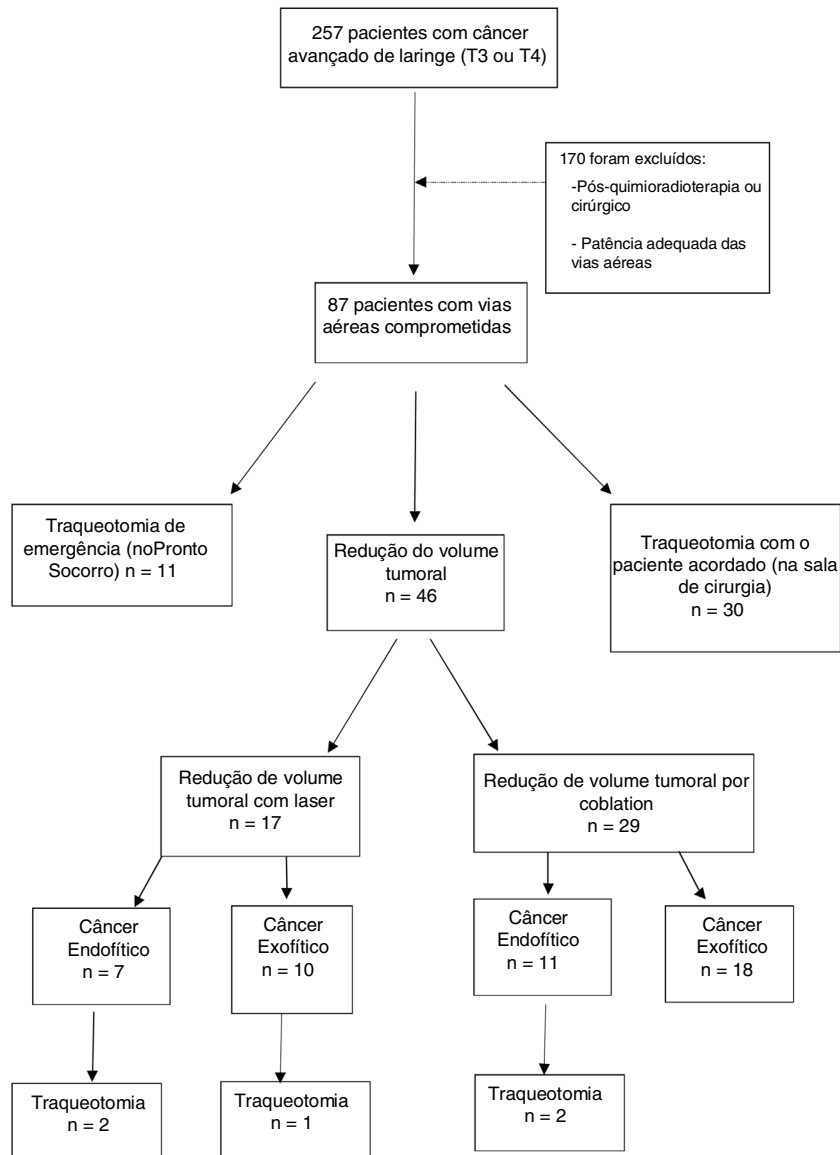 257 pacientes com câncer
avançado de laringe (T3 ou T4)
170 foram excluídos:
-Pós-quimioradioterapia ou
cirúrgico
- Patência adequada das
vias aéreas
87 pacientes com vias
aéreas comprometidas
Traqueotomia de
emergência (noPronto
Socorro) n = 11
Redução do volume
tumoral
n = 46
Traqueotomia com o
paciente acordado (na sala
de cirurgia)
n = 30
Redução de volume
tumoral com laser
n = 17
Redução de volume tumoral por
coblation
n = 29
Câncer
Endofítico
n = 7
Câncer
Exofítico
n = 10
Câncer
Endofítico
n = 11
Câncer
Exofítico
n = 18
Traqueotomia
n = 2
Traqueotomia
n = 1
Traqueotomia
n = 2